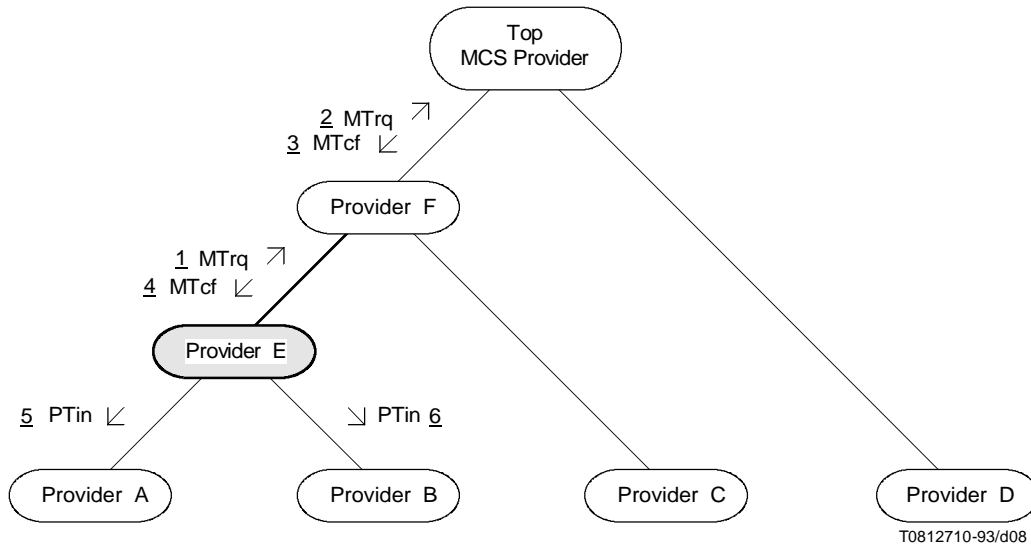 Top
MCS Provider
2 MTrq
3 MTcf
Provider F
1 MTrq
4 MTcf
Provider E
5 PTin
PTin 6
Provider A
Provider B
Provider C
Provider D
T0812710-93/d08